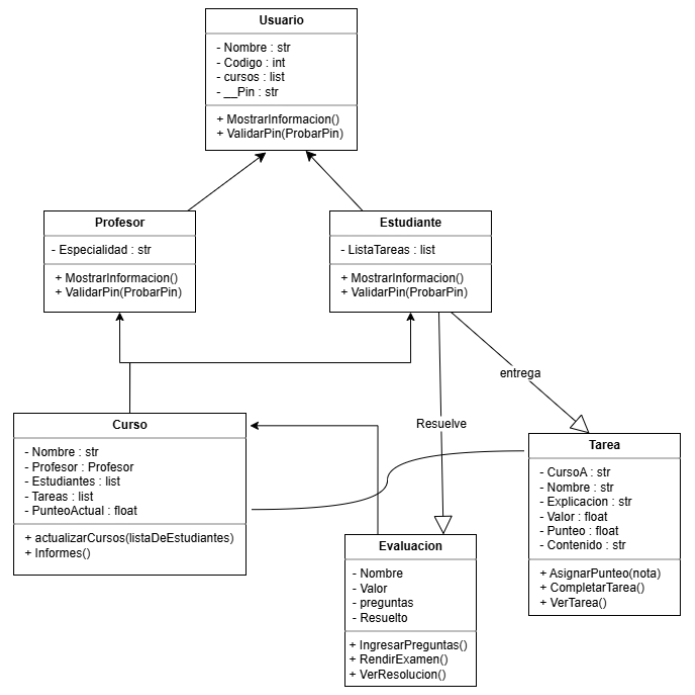 Usuario
- Nombre : str
- Codigo : int
- cursos : list
- __Pin : str
+ MostrarInformacion()
+ ValidarPin(ProbarPin)
Profesor
- Especialidad : str
+ MostrarInformacion()
+ ValidarPin(ProbarPin)
Estudiante
- ListaTareas : list
+ MostrarInformacion()
+ ValidarPin(ProbarPin)
entrega
Resuelve
Curso
- Nombre : str
- Profesor : Profesor
- Estudiantes : list
- Tareas : list
- PunteoActual : float
+ actualizarCursos(listaDeEstudiantes)
+ Informes()
Tarea
- CursoA : str
- Nombre : str
- Explicacion : str
- Valor : float
- Punteo : float
- Contenido : str
+ AsignarPunteo(nota)
+ CompletarTarea()
+ VerTarea()
Evaluacion
- Nombre
- Valor
- preguntas
- Resuelto
+ IngresarPreguntas()
+ RendirExamen()
+ VerResolucion()